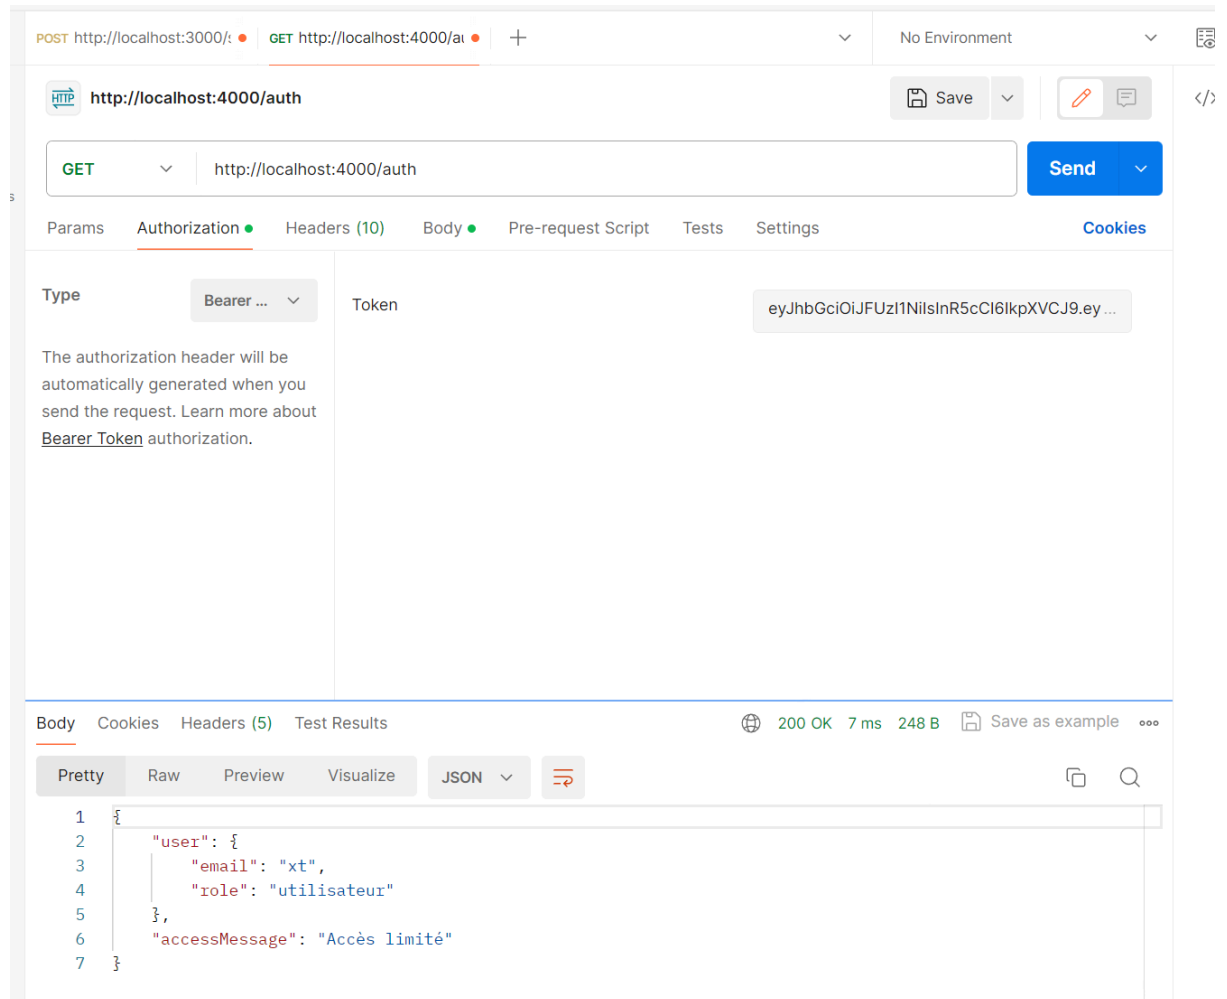 POST http://localhost:3000/s GET http://localhost:4000/au No Environment
HTTP http://localhost:4000/auth Save
GET http://localhost:4000/auth Send
s
Params Authorization Headers (10) Body Pre-request Script Tests Settings Cookies
Type Bearer ... Token eyJhbGciOiJFUzI1NiIsInR5cCI6IkpXVCJ9.ey ...
The authorization header will be
automatically generated when you
send the request. Learn more about
Bearer Token authorization.
Body Cookies Headers (5) Test Results 200 OK 7 ms 248 B Save as example
Pretty Raw Preview Visualize JSON
1 {
2 "user": {
3 "email": "xt",
4 "role": "utilisateur"
5 },
6 "accessMessage": "Accès limité"
7 }